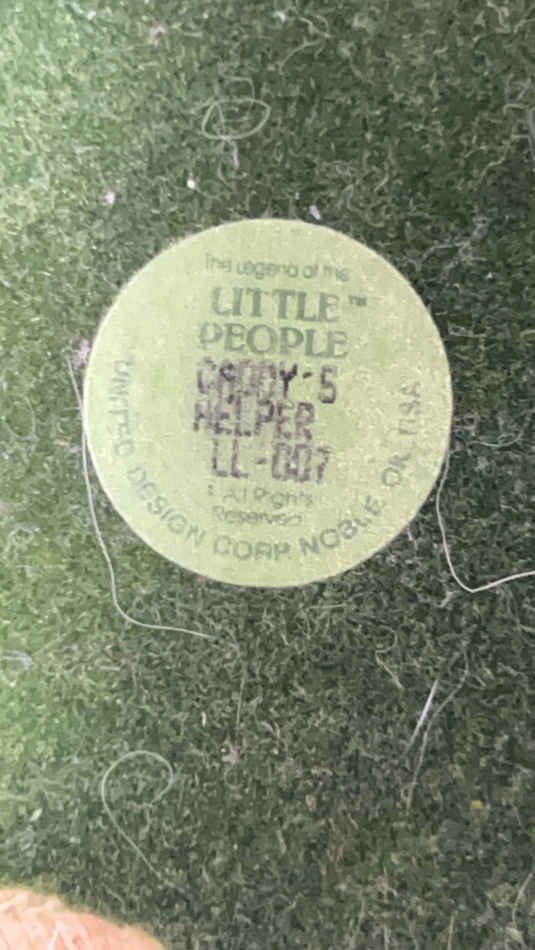 The Legend of the
LITTLE™
PEOPLE
CADDY'S
HELPER
LL-007
© All Rights
Reserved
UNITED DESIGN CORP NOBLE OK USA